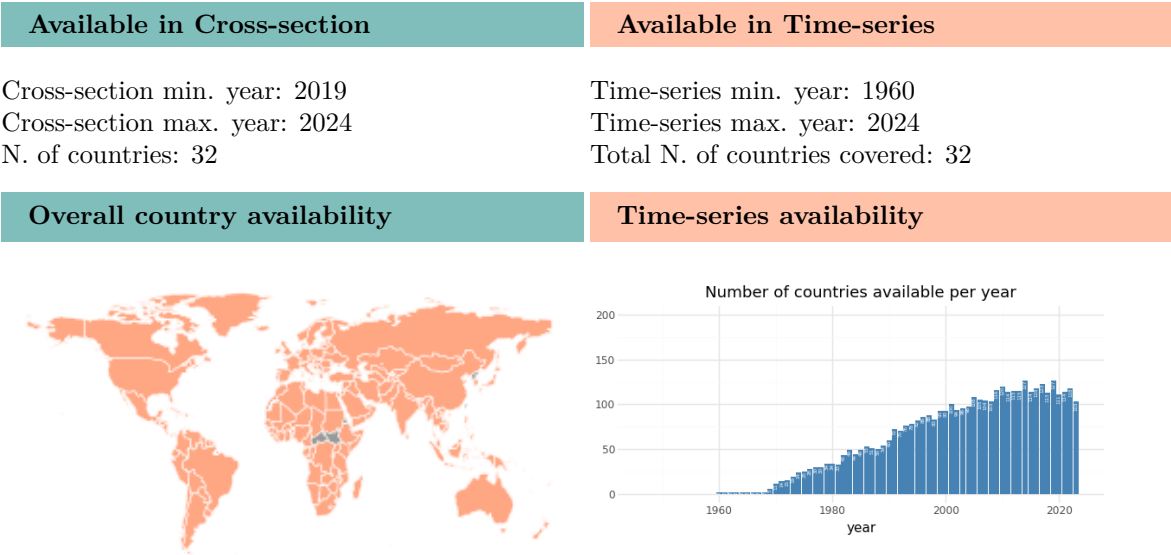 Available in Cross-section
Available in Time-series
Cross-section min. year: 2019
Cross-section max. year: 2024
N. of countries: 32
Time-series min. year: 1960
Time-series max. year: 2024
Total N. of countries covered: 32
Overall country availability
Time-series availability
Number of countries available per year
200
150
100
50
0
1960
1980
2000
2020
year